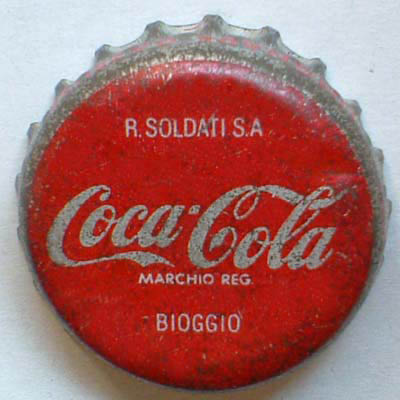 R. SOLDATI S.A
Coca-Cola
MARCHIO REG.
BIOGGIO